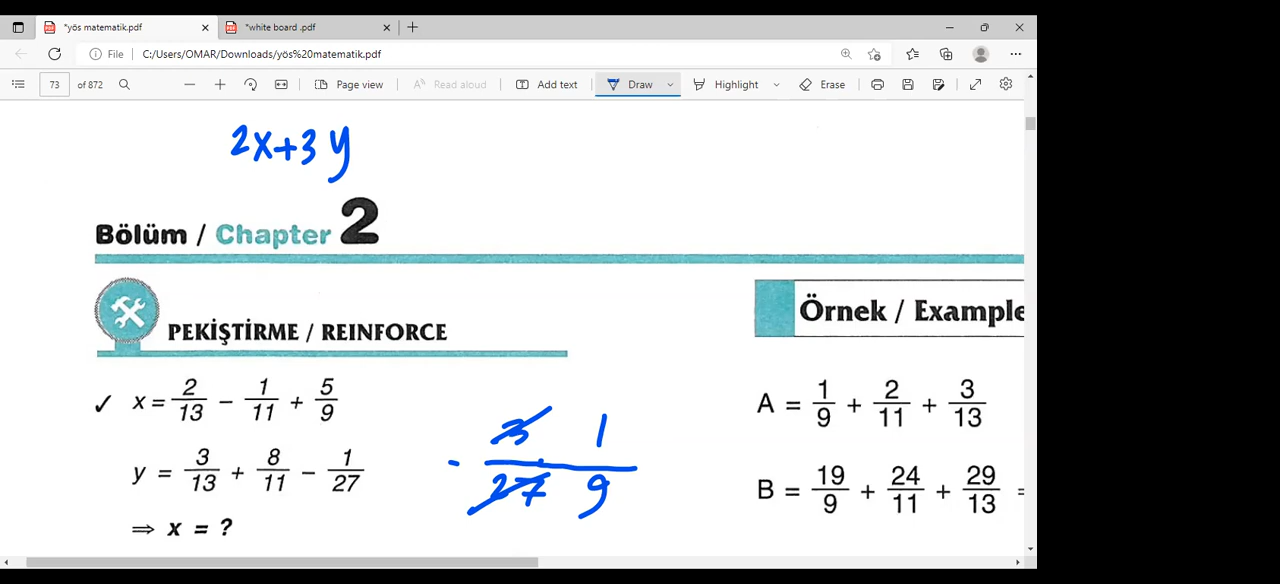 *yös matematik.pdf
*white board .pdf
File C:/Users/OMAR/Downloads/yös%20matematik.pdf
73 of 872 Page view Read aloud Add text Draw Highlight Erase
2x+3y
Bölüm / Chapter 2
PEKİŞTİRME / REINFORCE
✓ x = 2/13 − 1/11 + 5/9
y = 3/13 + 8/11 − 1/27
⇒ x = ?
- 3/27 1/9
Örnek / Example
A = 1/9 + 2/11 + 3/13
B = 19/9 + 24/11 + 29/13 =